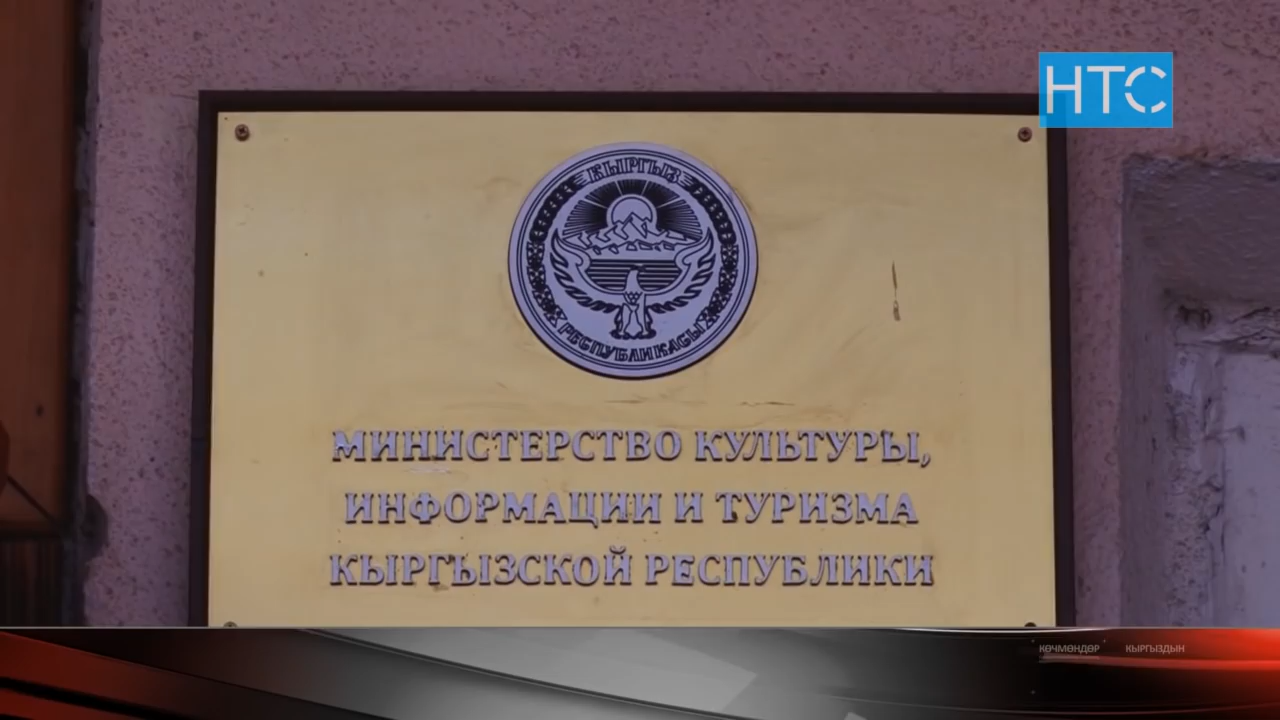 НТС
КЫРГЫЗ
РЕСПУБЛИКАСЫ
МИНИСТЕРСТВО КУЛЬТУРЫ,
ИНФОРМАЦИИ И ТУРИЗМА
КЫРГЫЗСКОЙ РЕСПУБЛИКИ
КӨЧМӨНДӨР КЫРГЫЗДЫН